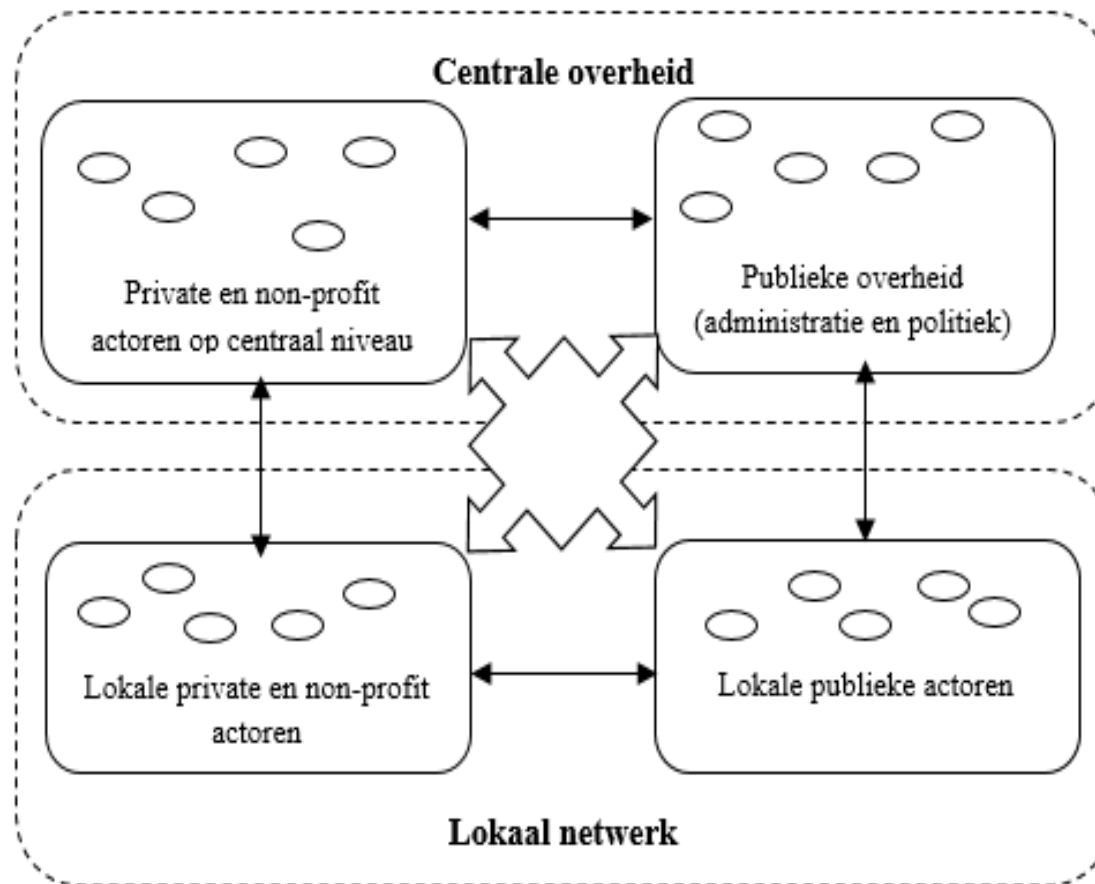 Centrale overheid
Private en non-profit
actoren op centraal niveau
Publieke overheid
(administratie en politiek)
Lokale private en non-profit
actoren
Lokale publieke actoren
Lokaal netwerk